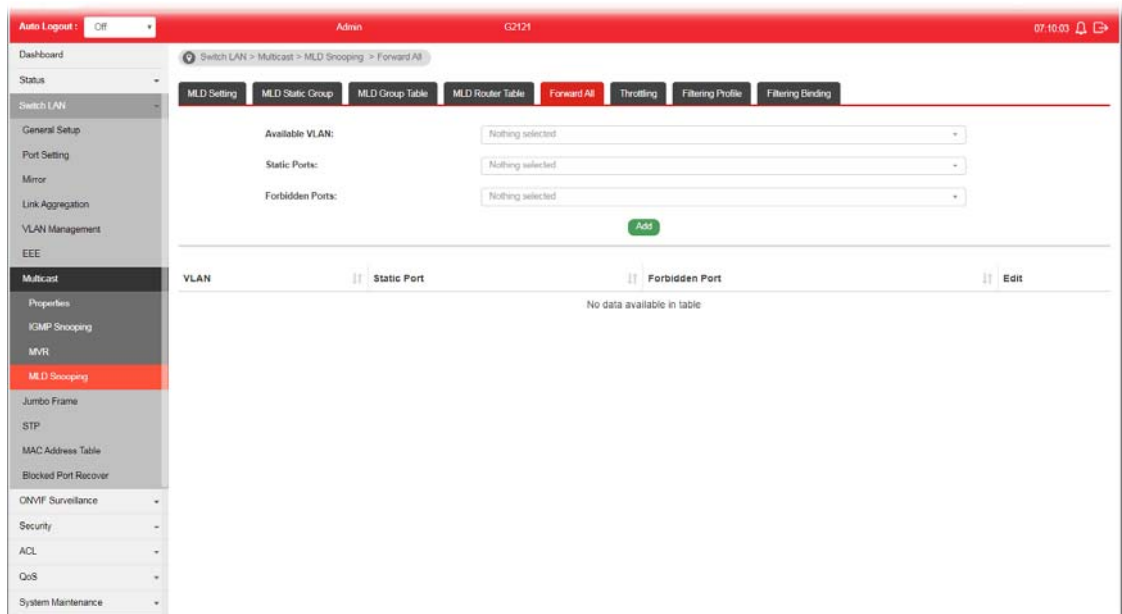 Auto Logout : Off Admin G2121 07:10:03
Dashboard
Status
Switch LAN
General Setup
Port Setting
Mirror
Link Aggregation
VLAN Management
EEE
Multicast
Properties
IGMP Snooping
MVR
MLD Snooping
Jumbo Frame
STP
MAC Address Table
Blocked Port Recover
ONVIF Surveillance
Security
ACL
QoS
System Maintenance
Switch LAN > Multicast > MLD Snooping > Forward All
MLD Setting MLD Static Group MLD Group Table MLD Router Table Forward All Throttling Filtering Profile Filtering Binding
Available VLAN: Nothing selected
Static Ports: Nothing selected
Forbidden Ports: Nothing selected
Add
VLAN Static Port Forbidden Port Edit
No data available in table